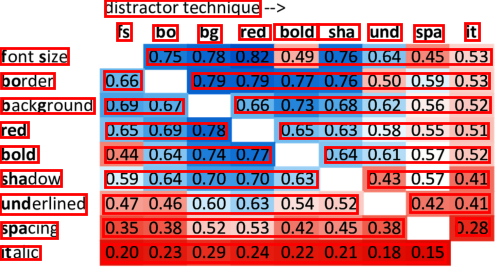 distractor technique -->
fs bo bg red bold sha und spa it
font size 0.75 0.78 0.82 0.49 0.76 0.64 0.45 0.53
border 0.66 0.79 0.79 0.77 0.76 0.50 0.59 0.53
background 0.69 0.67 0.66 0.73 0.68 0.62 0.56 0.52
red 0.65 0.69 0.78 0.65 0.63 0.58 0.55 0.51
bold 0.44 0.64 0.74 0.77 0.64 0.61 0.57 0.52
shadow 0.59 0.64 0.70 0.70 0.63 0.43 0.57 0.41
underlined 0.47 0.46 0.60 0.63 0.54 0.52 0.42 0.41
spacing 0.35 0.38 0.52 0.53 0.42 0.45 0.38 0.28
italic 0.20 0.23 0.29 0.24 0.22 0.21 0.18 0.15